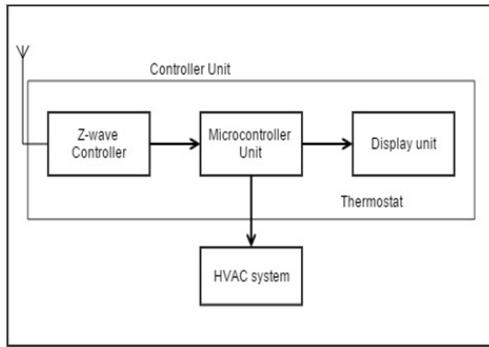 Controller Unit
Z-wave
Controller
Microcontroller
Unit
Display unit
Thermostat
HVAC system